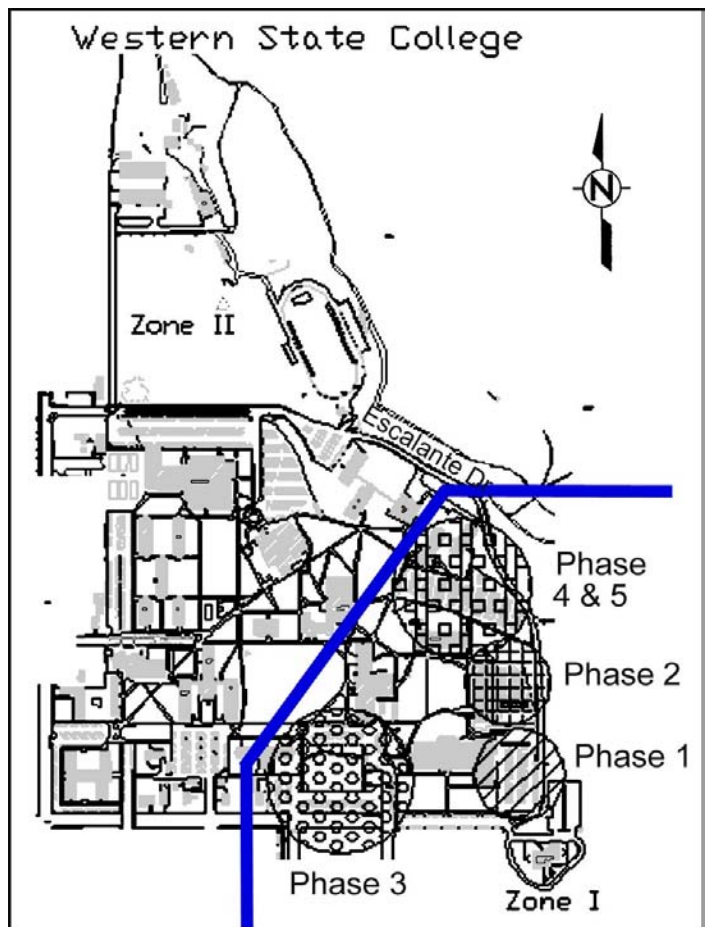 Western State College
N
Zone II
Escalante Dr
Phase
4 & 5
Phase 2
Phase 1
Phase 3
Zone I